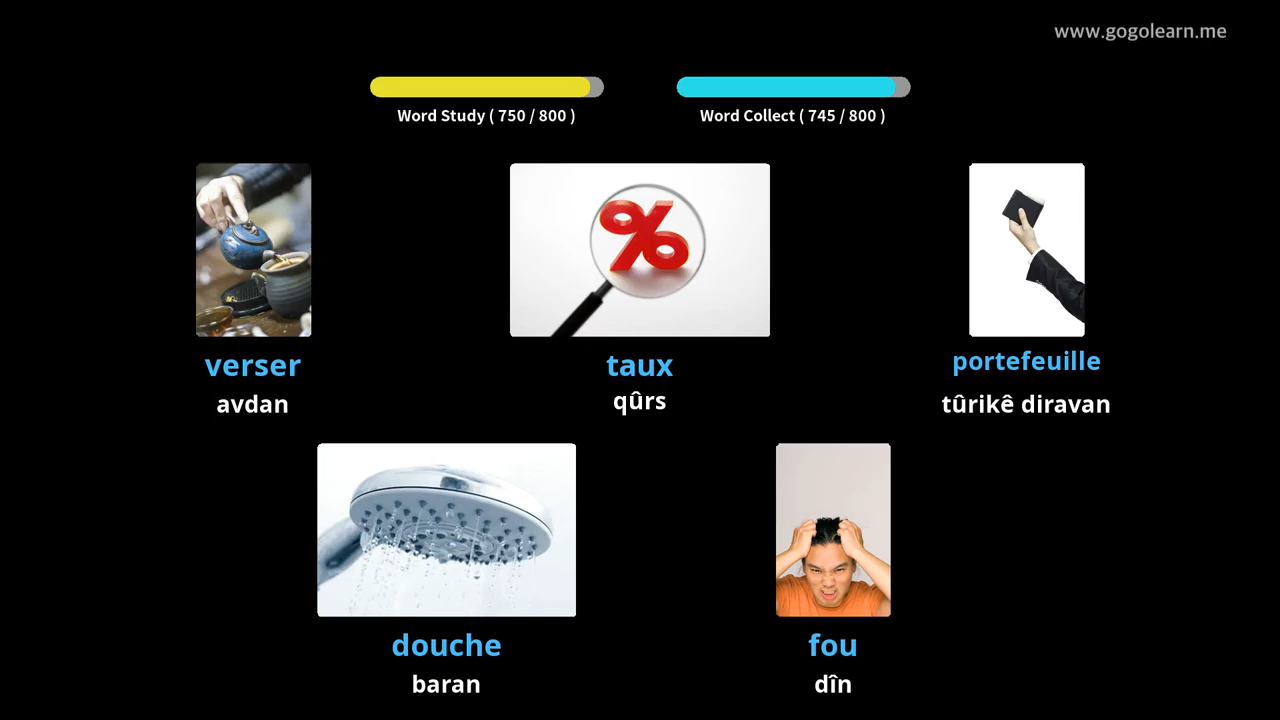 www.gogolearn.me
Word Study ( 750 / 800 )
Word Collect ( 745 / 800 )
verser
avdan
taux
qûrs
portefeuille
tûrikê diravan
douche
baran
fou
dîn